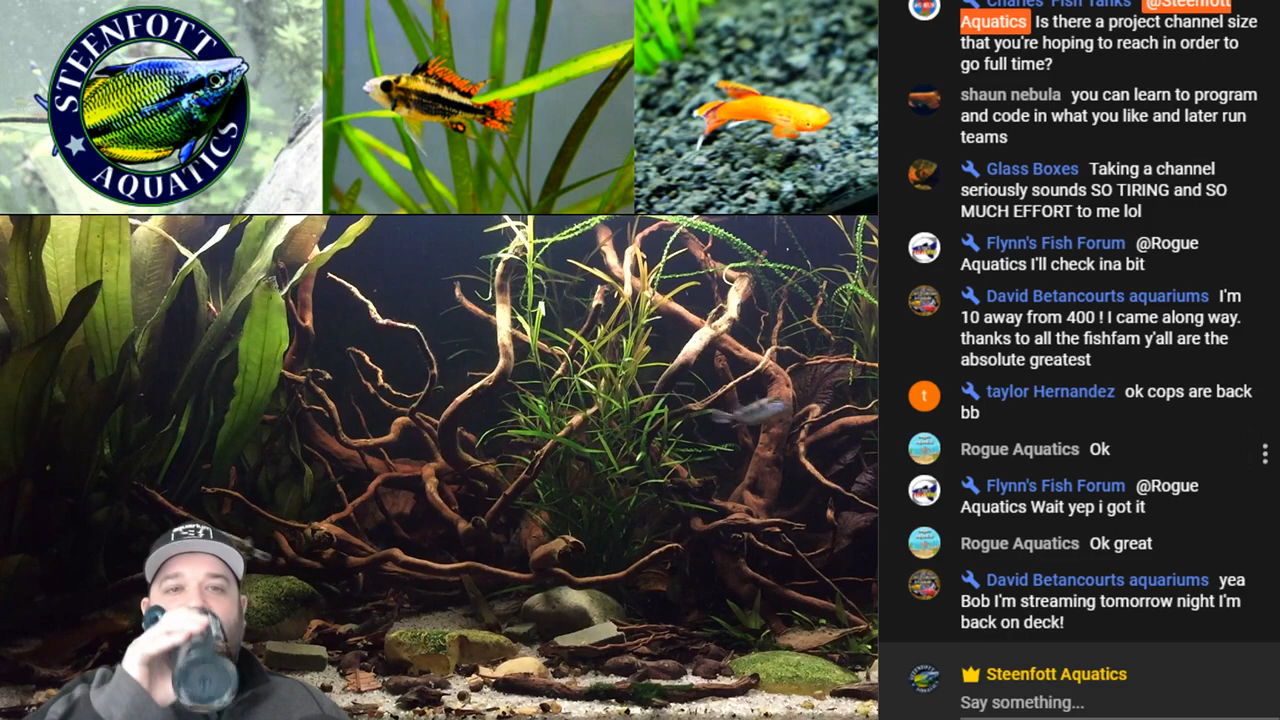 STEENFOTT
AQUATICS
aquarium
Charles' Fish Tanks @Steenfott
Aquatics Is there a project channel size
that you're hoping to reach in order to
go full time?
shaun nebula you can learn to program
and code in what you like and later run
teams
Glass Boxes Taking a channel
seriously sounds SO TIRING and SO
MUCH EFFORT to me lol
Flynn's Fish Forum @Rogue
Aquatics I'll check ina bit
David Betancourts aquariums I'm
10 away from 400 ! I came along way.
thanks to all the fishfam y'all are the
absolute greatest
t
taylor Hernandez ok cops are back
bb
Rogue Aquatics Ok
Flynn's Fish Forum @Rogue
Aquatics Wait yep i got it
Rogue Aquatics Ok great
David Betancourts aquariums yea
Bob I'm streaming tomorrow night I'm
back on deck!
Steenfott Aquatics
Say something...